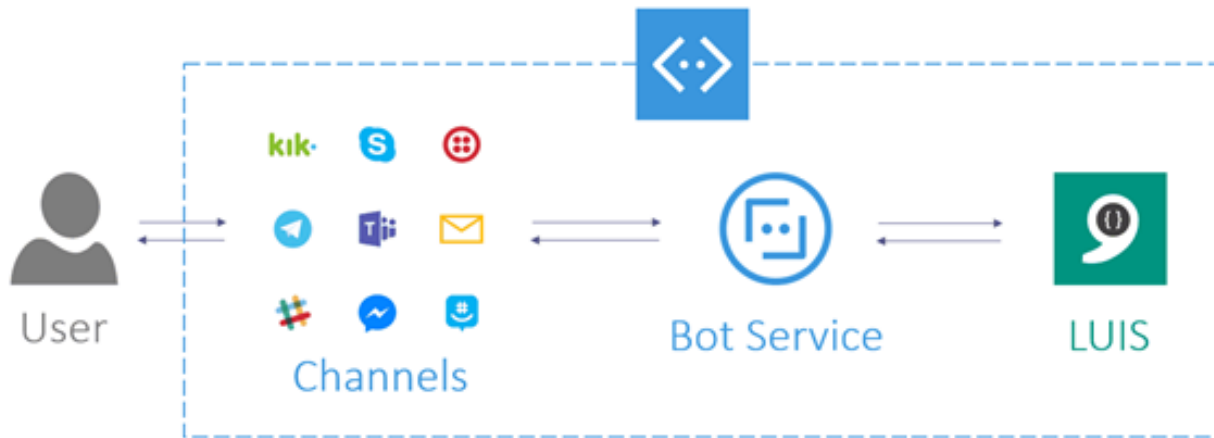 kik
S
T
User
Channels
Bot Service
LUIS
{}
#